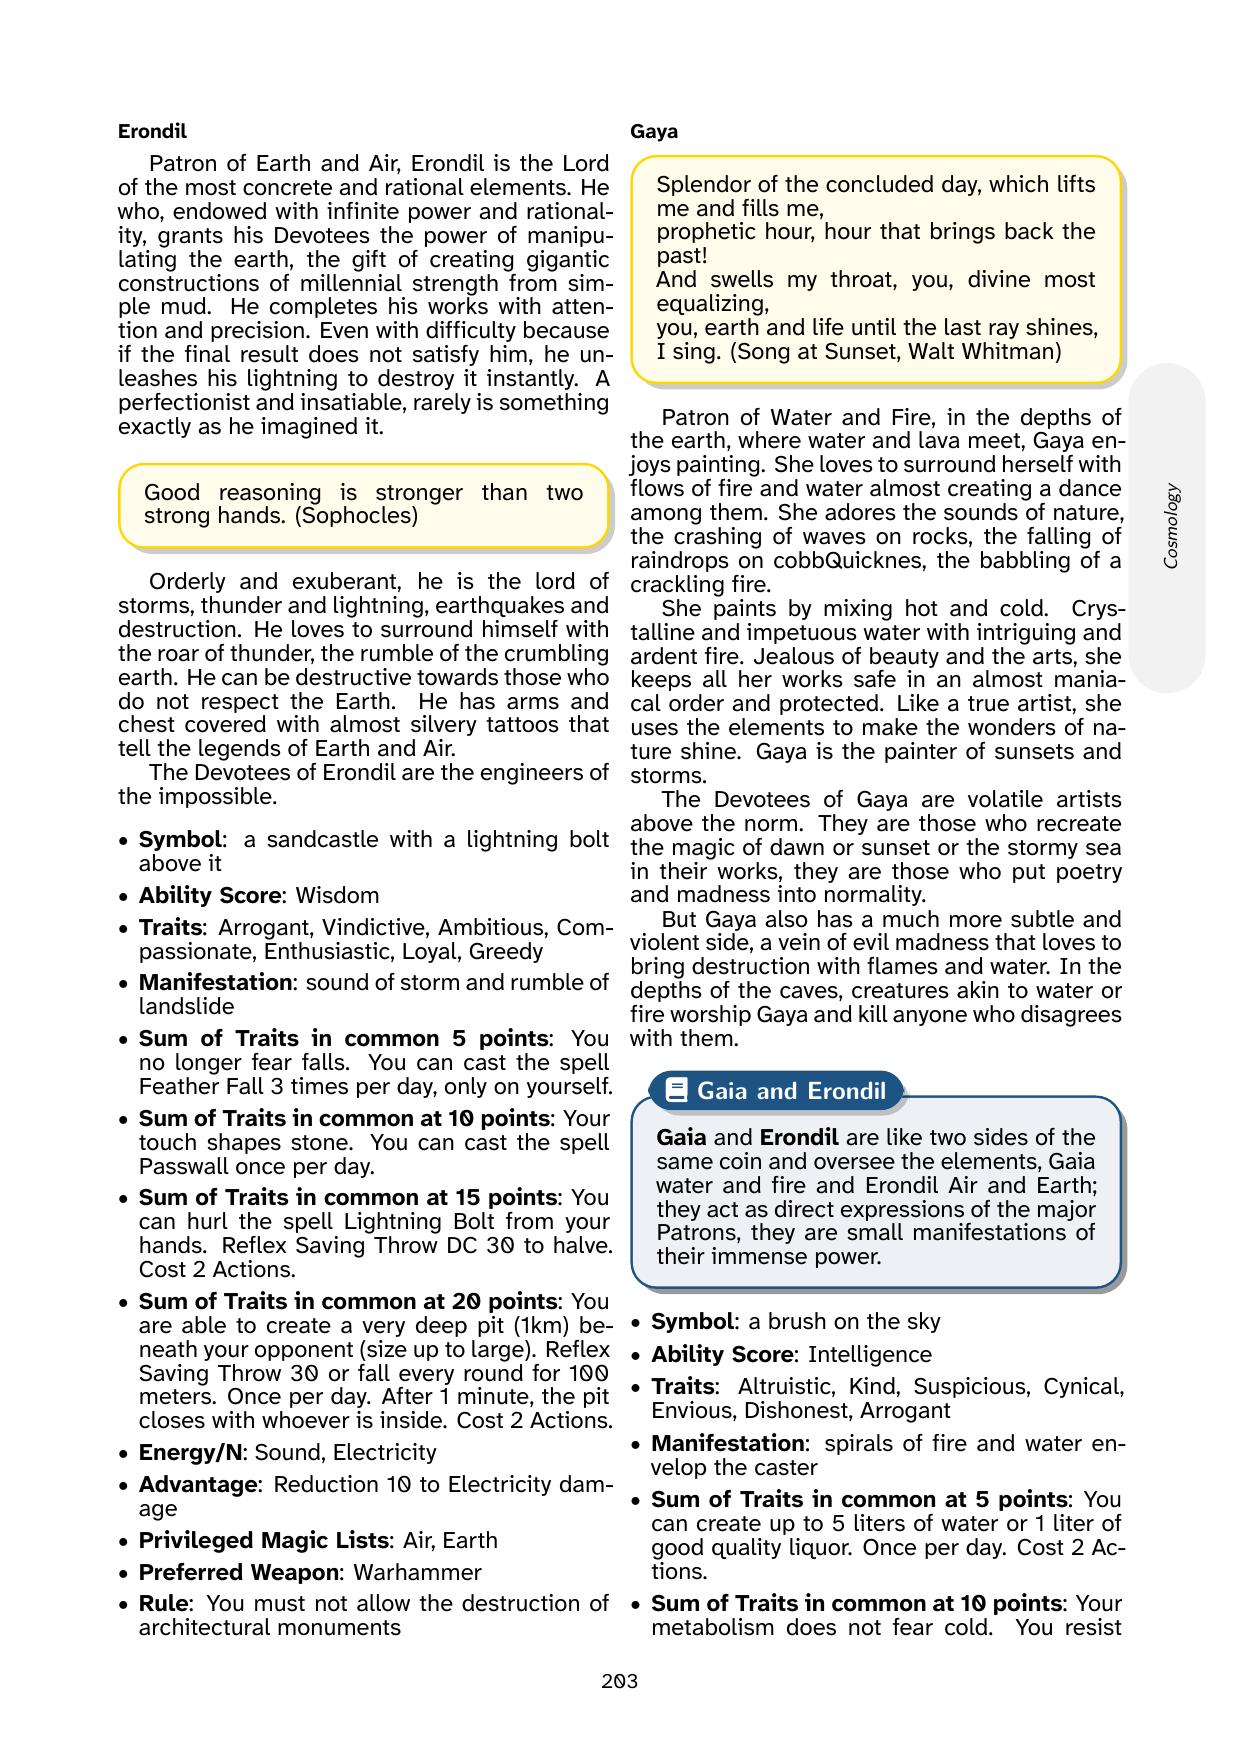 Erondil
Patron of Earth and Air, Erondil is the Lord
of the most concrete and rational elements. He
who, endowed with infinite power and rational-
ity, grants his Devotees the power of manipu-
lating the earth, the gift of creating gigantic
constructions of millennial strength from sim-
ple mud. He completes his works with atten-
tion and precision. Even with difficulty because
if the final result does not satisfy him, he un-
leashes his lightning to destroy it instantly. A
perfectionist and insatiable, rarely is something
exactly as he imagined it.
Good reasoning is stronger than two
strong hands. (Sophocles)
Orderly and exuberant, he is the lord of
storms, thunder and lightning, earthquakes and
destruction. He loves to surround himself with
the roar of thunder, the rumble of the crumbling
earth. He can be destructive towards those who
do not respect the Earth. He has arms and
chest covered with almost silvery tattoos that
tell the legends of Earth and Air.
The Devotees of Erondil are the engineers of
the impossible.
• Symbol: a sandcastle with a lightning bolt
above it
• Ability Score: Wisdom
• Traits: Arrogant, Vindictive, Ambitious, Com-
passionate, Enthusiastic, Loyal, Greedy
• Manifestation: sound of storm and rumble of
landslide
• Sum of Traits in common 5 points: You
no longer fear falls. You can cast the spell
Feather Fall 3 times per day, only on yourself.
• Sum of Traits in common at 10 points: Your
touch shapes stone. You can cast the spell
Passwall once per day.
• Sum of Traits in common at 15 points: You
can hurl the spell Lightning Bolt from your
hands. Reflex Saving Throw DC 30 to halve.
Cost 2 Actions.
• Sum of Traits in common at 20 points: You
are able to create a very deep pit (1km) be-
neath your opponent (size up to large). Reflex
Saving Throw 30 or fall every round for 100
meters. Once per day. After 1 minute, the pit
closes with whoever is inside. Cost 2 Actions.
• Energy/N: Sound, Electricity
• Advantage: Reduction 10 to Electricity dam-
age
• Privileged Magic Lists: Air, Earth
• Preferred Weapon: Warhammer
• Rule: You must not allow the destruction of
architectural monuments
Gaya
Splendor of the concluded day, which lifts
me and fills me,
prophetic hour, hour that brings back the
past!
And swells my throat, you, divine most
equalizing,
you, earth and life until the last ray shines,
I sing. (Song at Sunset, Walt Whitman)
Patron of Water and Fire, in the depths of
the earth, where water and lava meet, Gaya en-
joys painting. She loves to surround herself with
flows of fire and water almost creating a dance
among them. She adores the sounds of nature,
the crashing of waves on rocks, the falling of
raindrops on cobbQuicknes, the babbling of a
crackling fire.
She paints by mixing hot and cold. Crys-
talline and impetuous water with intriguing and
ardent fire. Jealous of beauty and the arts, she
keeps all her works safe in an almost mania-
cal order and protected. Like a true artist, she
uses the elements to make the wonders of na-
ture shine. Gaya is the painter of sunsets and
storms.
The Devotees of Gaya are volatile artists
above the norm. They are those who recreate
the magic of dawn or sunset or the stormy sea
in their works, they are those who put poetry
and madness into normality.
But Gaya also has a much more subtle and
violent side, a vein of evil madness that loves to
bring destruction with flames and water. In the
depths of the caves, creatures akin to water or
fire worship Gaya and kill anyone who disagrees
with them.
Gaia and Erondil
Gaia and Erondil are like two sides of the
same coin and oversee the elements, Gaia
water and fire and Erondil Air and Earth;
they act as direct expressions of the major
Patrons, they are small manifestations of
their immense power.
• Symbol: a brush on the sky
• Ability Score: Intelligence
• Traits: Altruistic, Kind, Suspicious, Cynical,
Envious, Dishonest, Arrogant
• Manifestation: spirals of fire and water en-
velop the caster
• Sum of Traits in common at 5 points: You
can create up to 5 liters of water or 1 liter of
good quality liquor. Once per day. Cost 2 Ac-
tions.
• Sum of Traits in common at 10 points: Your
metabolism does not fear cold. You resist
Cosmology
203